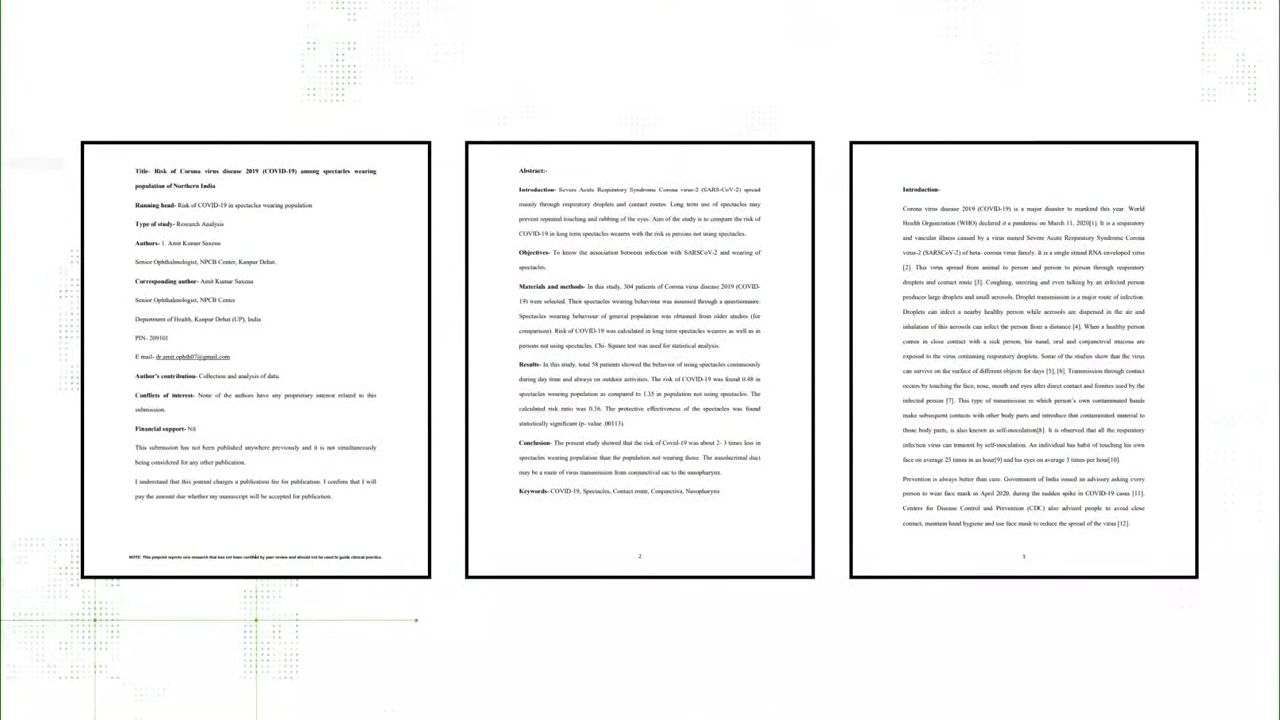 Title- Risk of Corona virus disease 2019 (COVID-19) among spectacles wearing
population of Northern India
Running head- Risk of COVID-19 in spectacles wearing population
Type of study- Research Analysis
Authors- 1. Amit Kumar Saxena
Senior Ophthalmologist, NPCB Center, Kanpur Dehat.
Corresponding author- Amit Kumar Saxena
Senior Ophthalmologist, NPCB Center
Department of Health, Kanpur Dehat (UP), India
PIN- 209101
E mail- dr.amit.ophth07@gmail.com
Author's contribution- Collection and analysis of data.
Conflicts of interest- None of the authors have any proprietary interest related to this
submission.
Financial support- Nil
This submission has not been published anywhere previously and it is not simultaneously
being considered for any other publication.
I understand that this journal charges a publication fee for publication. I confirm that I will
pay the amount due whether my manuscript will be accepted for publication.
NOTE: This preprint reports new research that has not been certified by peer review and should not be used to guide clinical practice.
Abstract:-
Introduction- Severe Acute Respiratory Syndrome Corona virus-2 (SARS-CoV-2) spread
mainly through respiratory droplets and contact routes. Long term use of spectacles may
prevent repeated touching and rubbing of the eyes. Aim of the study is to compare the risk of
COVID-19 in long term spectacles wearers with the risk in persons not using spectacles.
Objectives- To know the association between infection with SARSCoV-2 and wearing of
spectacles.
Materials and methods- In this study, 304 patients of Corona virus disease 2019 (COVID-
19) were selected. Their spectacles wearing behaviour was assessed through a questionnaire.
Spectacles wearing behaviour of general population was obtained from older studies (for
comparison). Risk of COVID-19 was calculated in long term spectacles wearers as well as in
persons not using spectacles. Chi- Square test was used for statistical analysis.
Results- In this study, total 58 patients showed the behavior of using spectacles continuously
during day time and always on outdoor activities. The risk of COVID-19 was found 0.48 in
spectacles wearing population as compared to 1.35 in population not using spectacles. The
calculated risk ratio was 0.36. The protective effectiveness of the spectacles was found
statistically significant (p- value .00113).
Conclusion- The present study showed that the risk of Covid-19 was about 2- 3 times less in
spectacles wearing population than the population not wearing those. The nasolacrimal duct
may be a route of virus transmission from conjunctival sac to the nasopharynx.
Keywords- COVID-19, Spectacles, Contact route, Conjunctiva, Nasopharynx
2
Introduction-
Corona virus disease 2019 (COVID-19) is a major disaster to mankind this year. World
Health Organization (WHO) declared it a pandemic on March 11, 2020[1]. It is a respiratory
and vascular illness caused by a virus named Severe Acute Respiratory Syndrome Corona
virus-2 (SARSCoV-2) of beta- corona virus family. It is a single strand RNA enveloped virus
[2]. This virus spread from animal to person and person to person through respiratory
droplets and contact route [3]. Coughing, sneezing and even talking by an infected person
produces large droplets and small aerosols. Droplet transmission is a major route of infection.
Droplets can infect a nearby healthy person while aerosols are dispersed in the air and
inhalation of this aerosols can infect the person from a distance [4]. When a healthy person
comes in close contact with a sick person, his nasal, oral and conjunctival mucosa are
exposed to the virus containing respiratory droplets. Some of the studies show that the virus
can survive on the surface of different objects for days [5], [6]. Transmission through contact
occurs by touching the face, nose, mouth and eyes after direct contact and fomites used by the
infected person [7]. This type of transmission in which person's own contaminated hands
make subsequent contacts with other body parts and introduce that contaminated material to
those body parts, is also known as self-inoculation[8]. It is observed that all the respiratory
infection virus can transmit by self-inoculation. An individual has habit of touching his own
face on average 23 times in an hour[9] and his eyes on average 3 times per hour[10].
Prevention is always better than cure. Government of India issued an advisory asking every
person to wear face mask in April 2020, during the sudden spike in COVID-19 cases [11].
Centers for Disease Control and Prevention (CDC) also advised people to avoid close
contact, maintain hand hygiene and use face mask to reduce the spread of the virus [12].
3